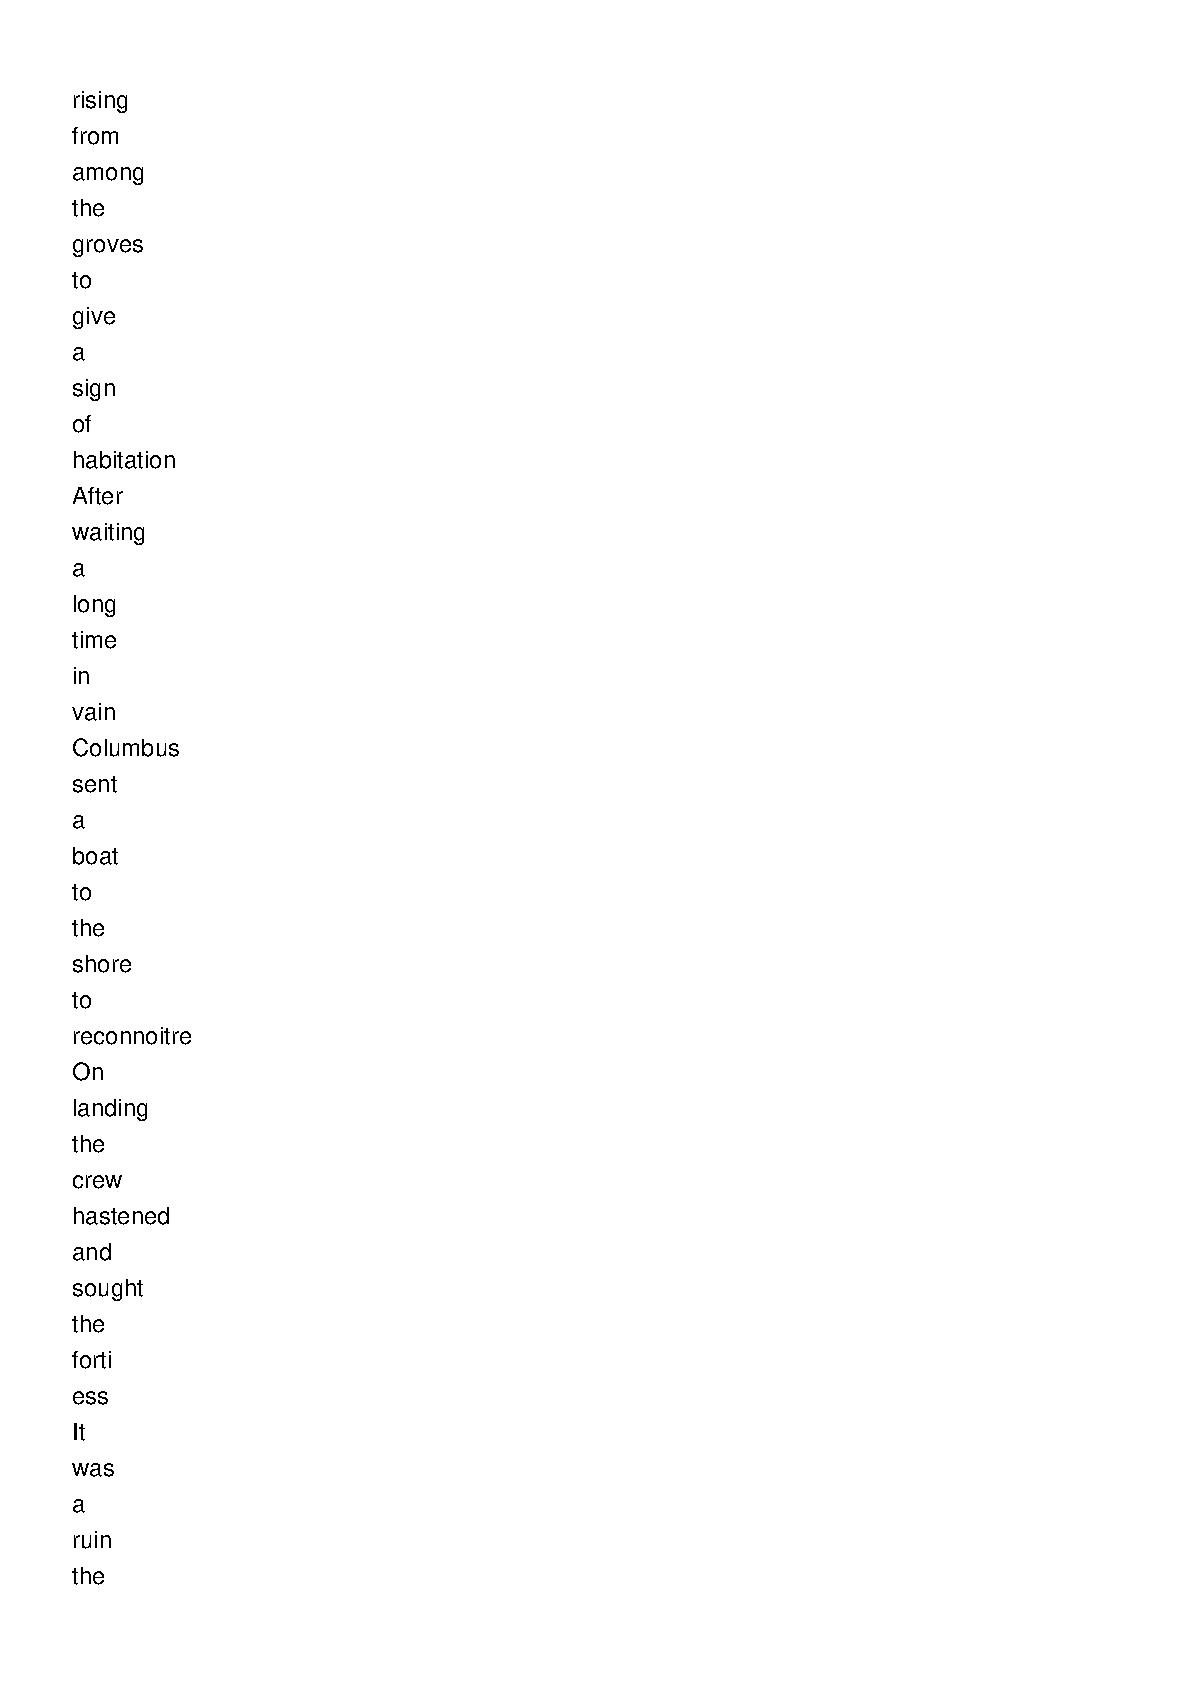 rising
from
among
the
groves
to
give
a
sign
of
habitation
After
waiting
a
long
time
in
vain
Columbus
sent
a
boat
to
the
shore
to
reconnoitre
On
landing
the
crew
hastened
and
sought
the
forti
ess
It
was
a
ruin
the